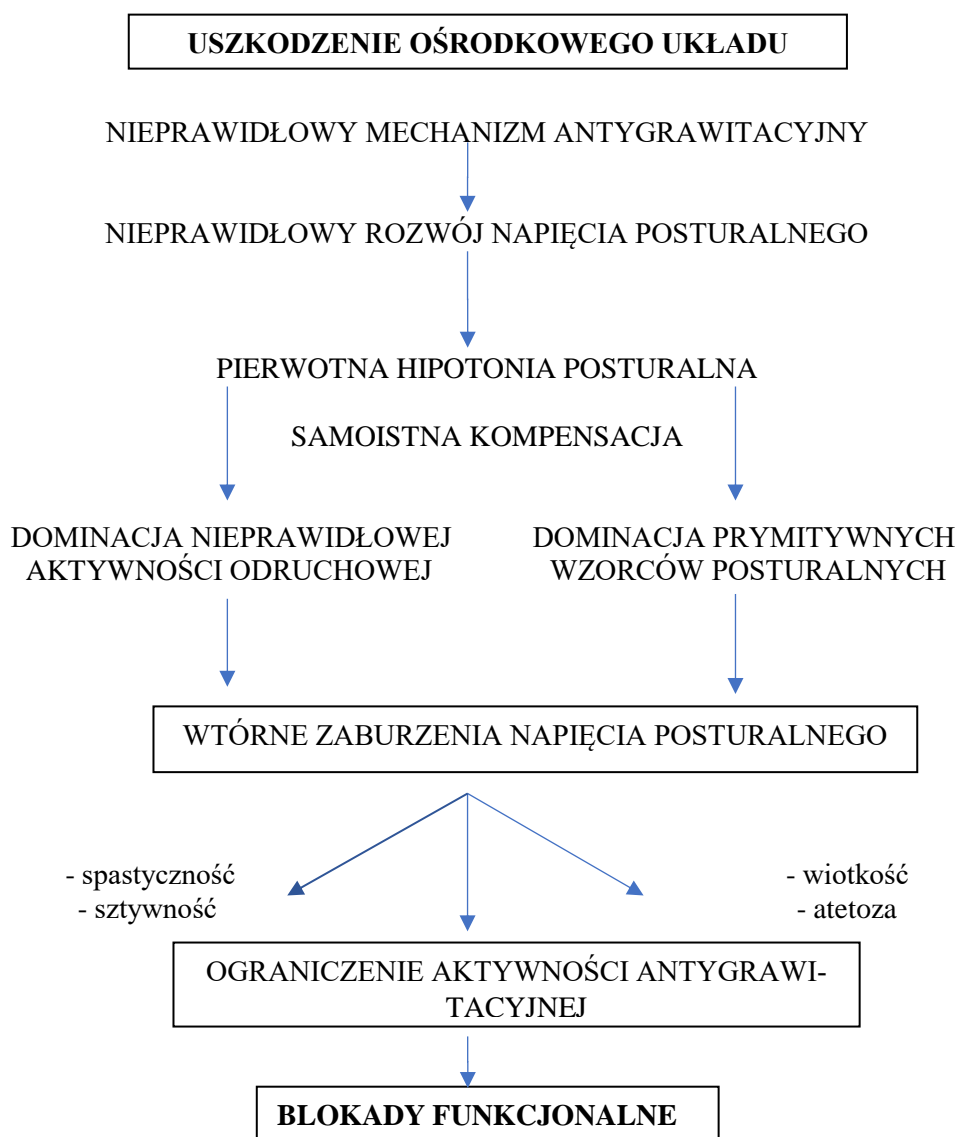 USZKODZENIE OŚRODKOWEGO UKŁADU
NIEPRAWIDŁOWY MECHANIZM ANTYGRAWITACYJNY
NIEPRAWIDŁOWY ROZWÓJ NAPIĘCIA POSTURALNEGO
PIERWOTNA HIPOTONIA POSTURALNA
SAMOISTNA KOMPENSACJA
DOMINACJA NIEPRAWIDŁOWEJ
AKTYWNOŚCI ODRUCHOWEJ
DOMINACJA PRYMITYWNYCH
WZORCÓW POSTURALNYCH
WTÓRNE ZABURZENIA NAPIĘCIA POSTURALNEGO
- spastyczność
- sztywność
- wiotkość
- atetoza
OGRANICZENIE AKTYWNOŚCI ANTYGRAWI-
TACYJNEJ
BLOKADY FUNKCJONALNE